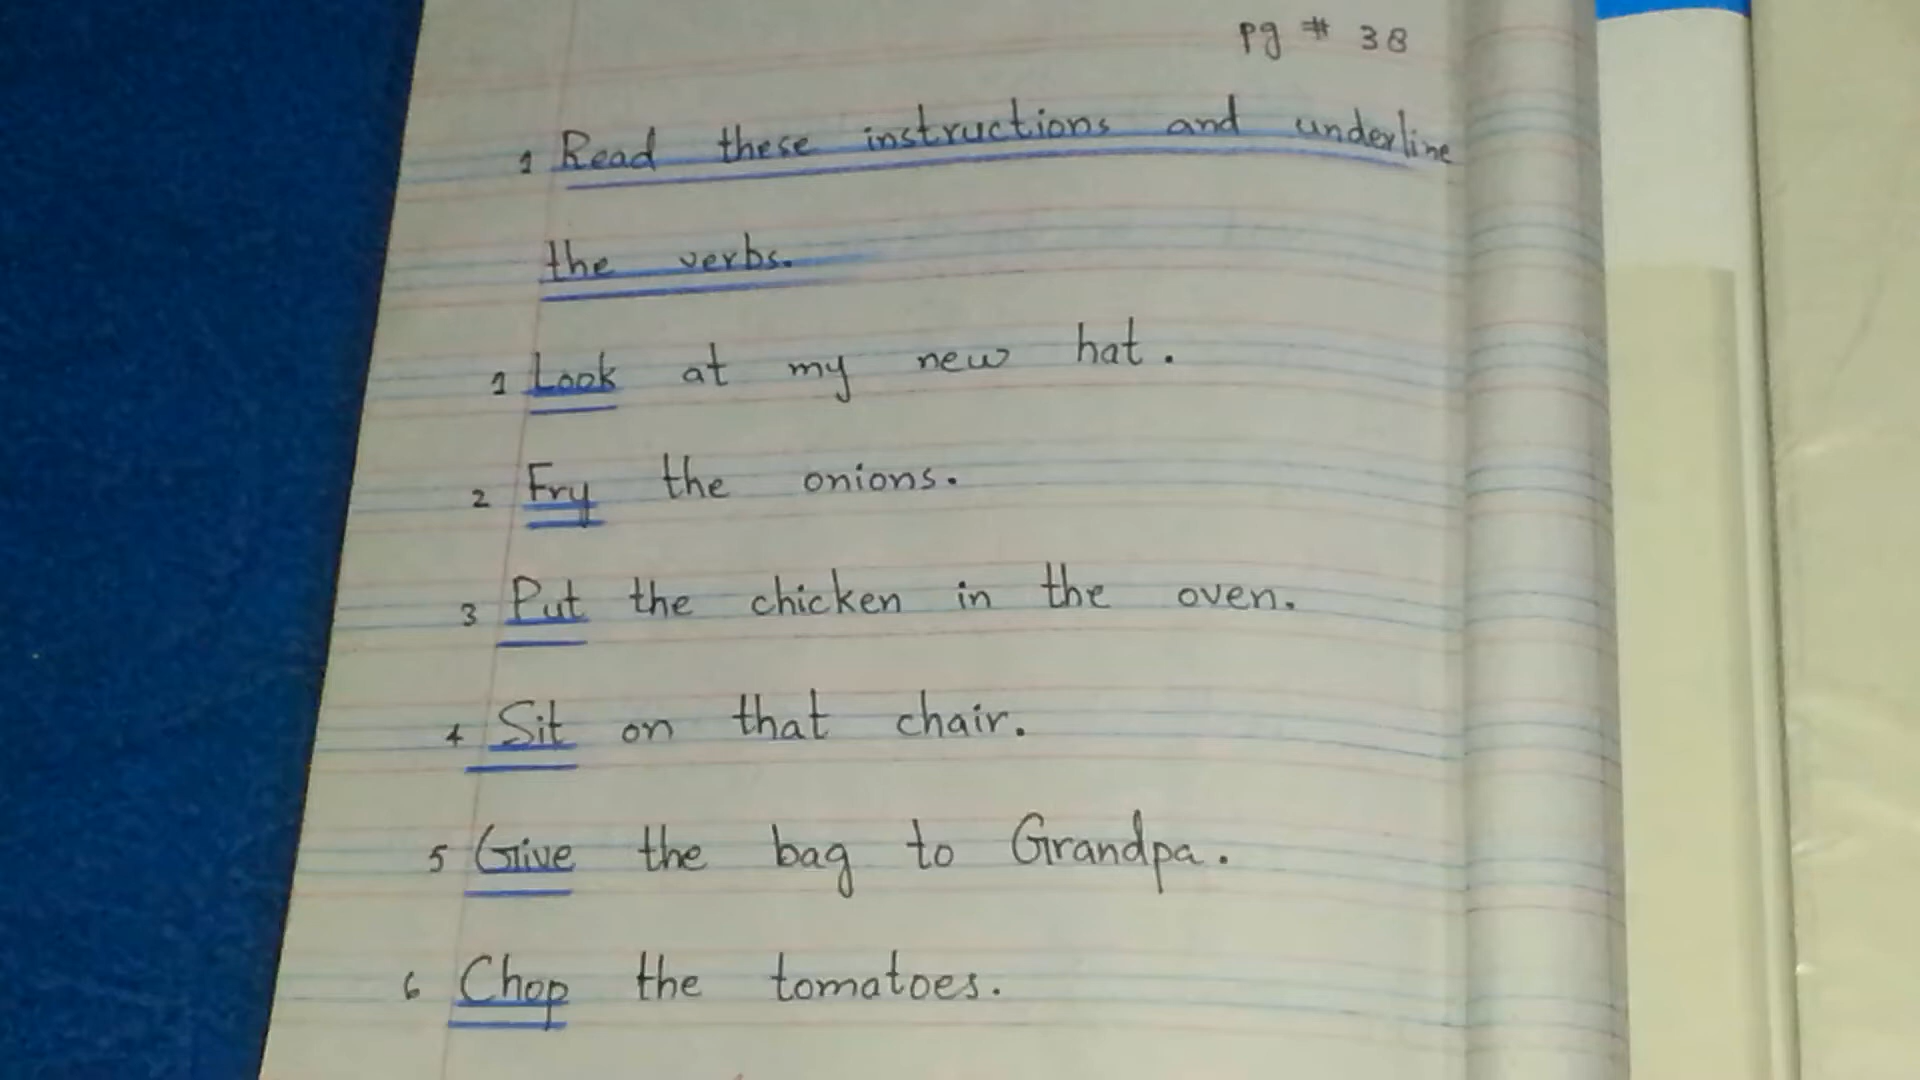 pg # 38
1 Read these instructions and underline
the verbs.
1 Look at my new hat.
2 Fry the onions.
3 Put the chicken in the oven.
4 Sit on that chair.
5 Give the bag to Grandpa.
6 Chop the tomatoes.